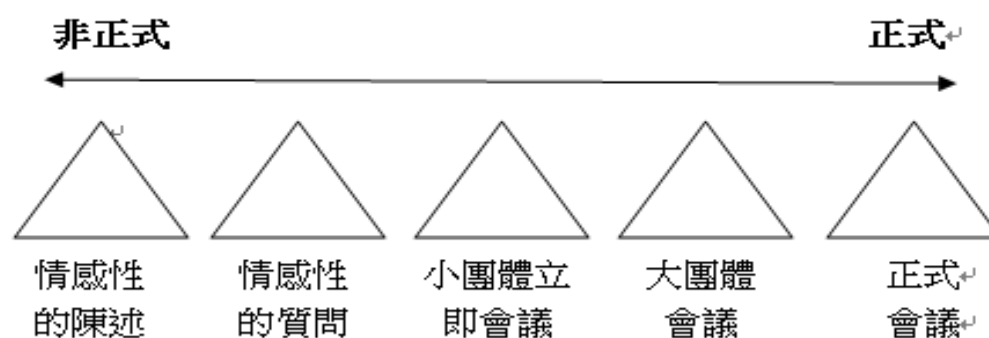 非正式 正式
情感性 情感性 小團體立 大團體 正式
的陳述 的質問 即會議 會議 會議